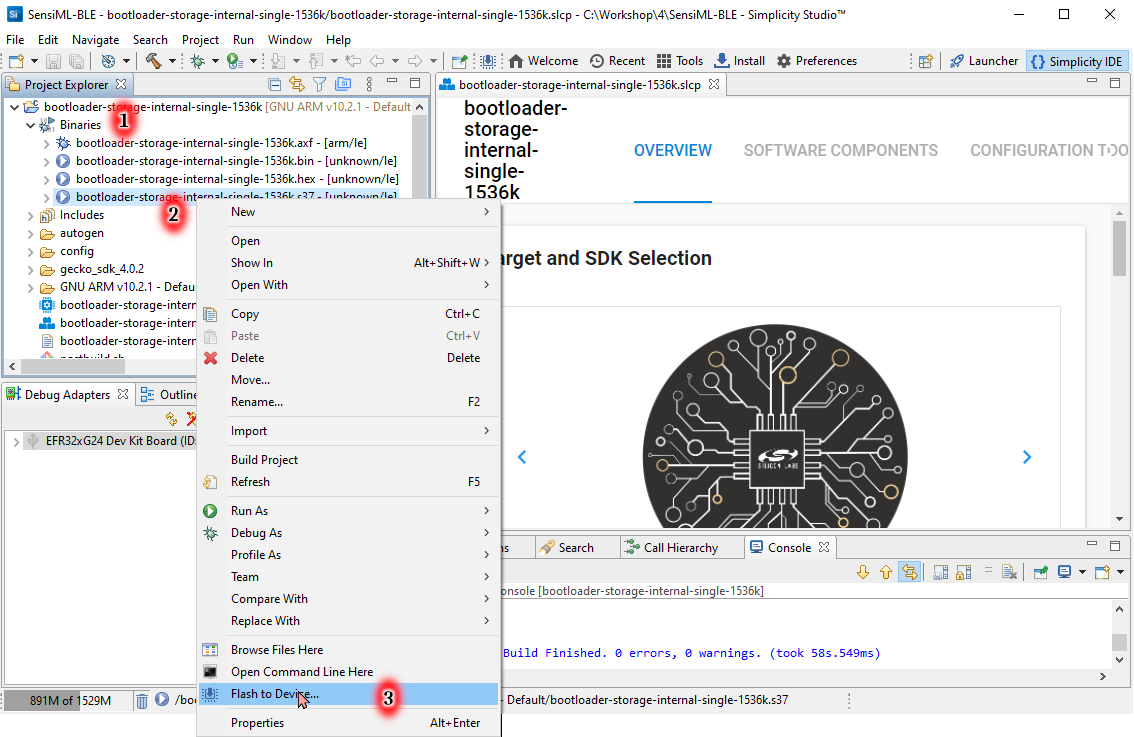 bootloader-storage-internal-single-1536k/bootloader-storage-internal-single-1536k.slcp - C:\Workshop\4\SensiML-BLE - Simplicity Studio™
File Edit Navigate Search Project Run Window Help
Welcome Recent Tools Install Preferences Launcher {} Simplicity IDE
Project Explorer
bootloader-storage-internal-single-1536k.slcp
bootloader-storage-internal-single-1536k [GNU ARM v10.2.1 - Default
1
Binaries
bootloader-storage-internal-single-1536k.axf - [arm/le]
bootloader-storage-internal-single-1536k.bin - [unknown/le]
bootloader-storage-internal-single-1536k.hex - [unknown/le]
bootloader-storage-internal-single-1536k.s37 - [unknown/le]
2
Includes
autogen
config
gecko_sdk_4.0.2
GNU ARM v10.2.1 - Defau
bootloader-storage-intern
bootloader-storage-intern
bootloader-storage-intern
postbuild.sh
bootloader-
storage-
internal-
single-
1536k
OVERVIEW SOFTWARE COMPONENTS CONFIGURATION TOO
arget and SDK Selection
SILICON LABS
Debug Adapters Outline
EFR32xG24 Dev Kit Board (ID:
New
Open
Show In Alt+Shift+W
Open With
Copy Ctrl+C
Paste Ctrl+V
Delete Delete
Move...
Rename... F2
Import
Build Project
Refresh F5
Run As
Debug As
Profile As
Team
Compare With
Replace With
Browse Files Here
Open Command Line Here
Flash to Device...
3
Properties Alt+Enter
ns Search Call Hierarchy Console
onsole [bootloader-storage-internal-single-1536k]
Build Finished. 0 errors, 0 warnings. (took 58s.549ms)
891M of 1529M /boo - Default/bootloader-storage-internal-single-1536k.s37